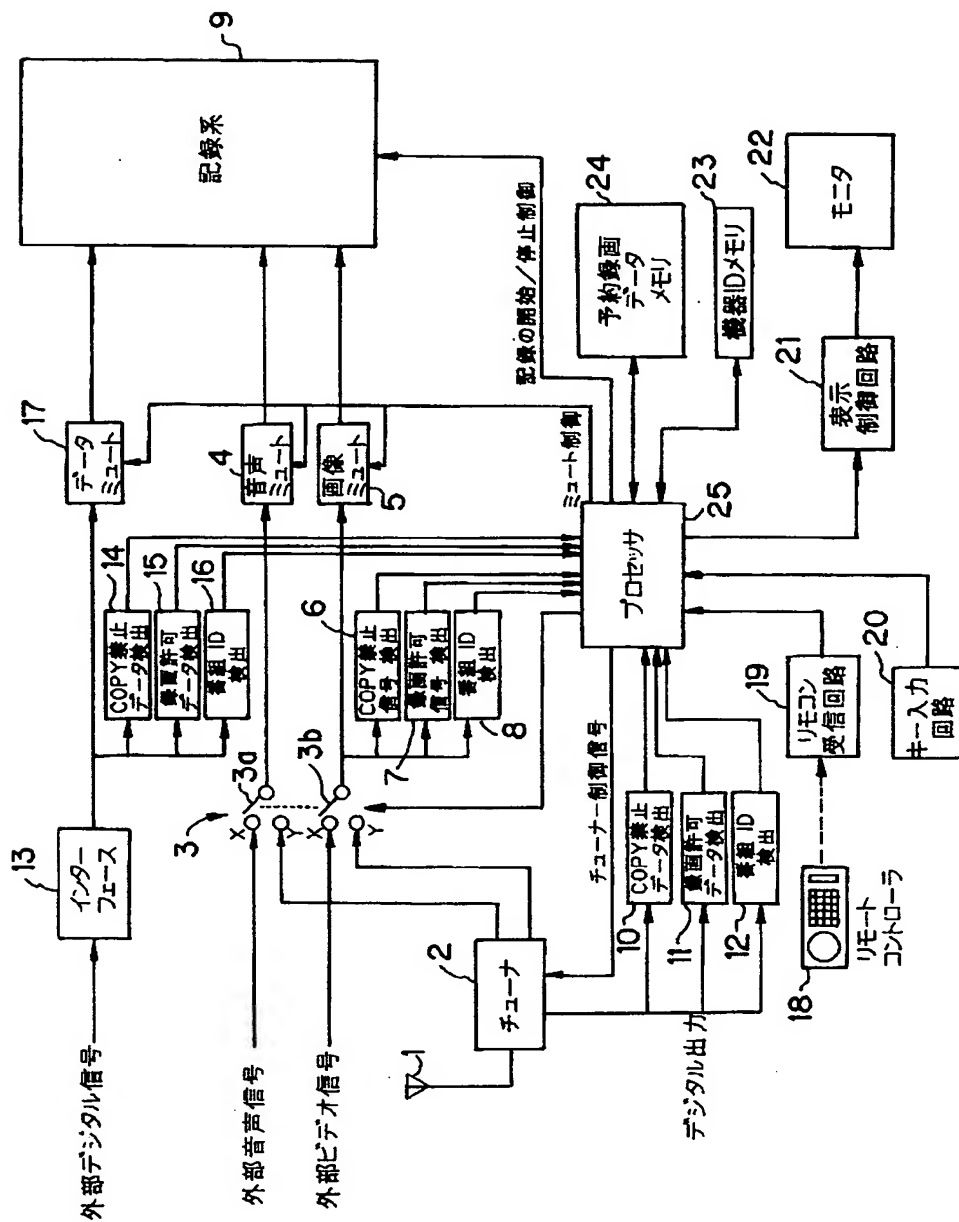 外部デジタル信号
13
インター
フェース
17
データ
ミュート
9
記録系
14
COPY禁止
データ検出
15
録画許可
データ検出
16
番組ID
検出
外部音声信号
外部ビデオ信号
3
3a
3b
X
Y
X
Y
4
音声
ミュート
画像
ミュート
5
6
COPY禁止
信号検出
7
録画許可
信号検出
8
番組ID
検出
ミュート制御
記録の開始/停止制御
1
2
チューナ
チューナー制御信号
デジタル出力
10
COPY禁止
データ検出
11
録画許可
データ検出
12
番組ID
検出
プロセッサ
25
予約録画
データ
メモリ
24
機器IDメモリ
23
18
リモート
コントローラ
19
リモコン
受信回路
20
キー入力
回路
21
表示
制御回路
22
モニタ